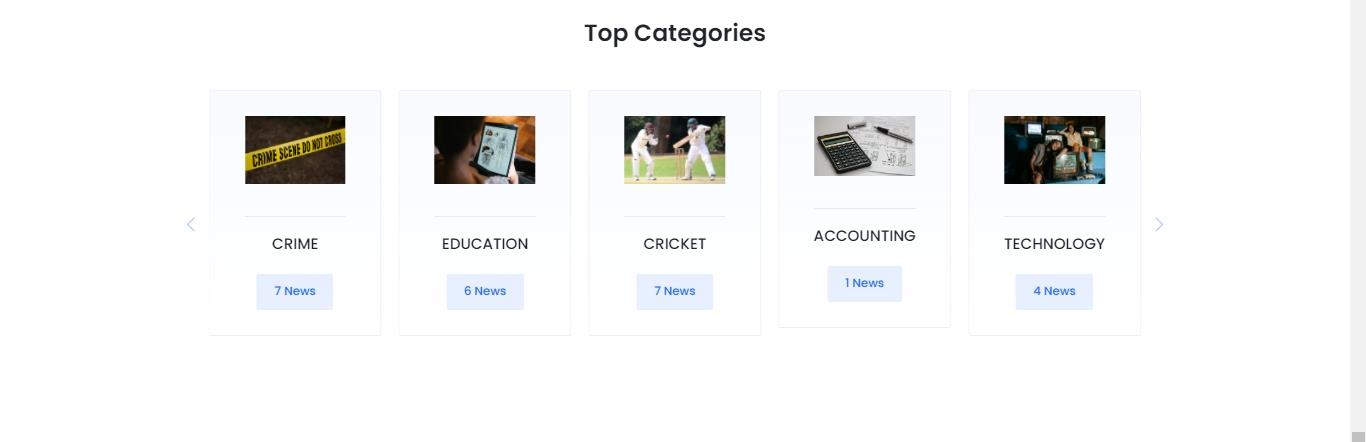 Top Categories
CRIME SCENE DO NOT CROSS
CRIME
EDUCATION
CRICKET
ACCOUNTING
TECHNOLOGY
7 News
6 News
7 News
1 News
4 News